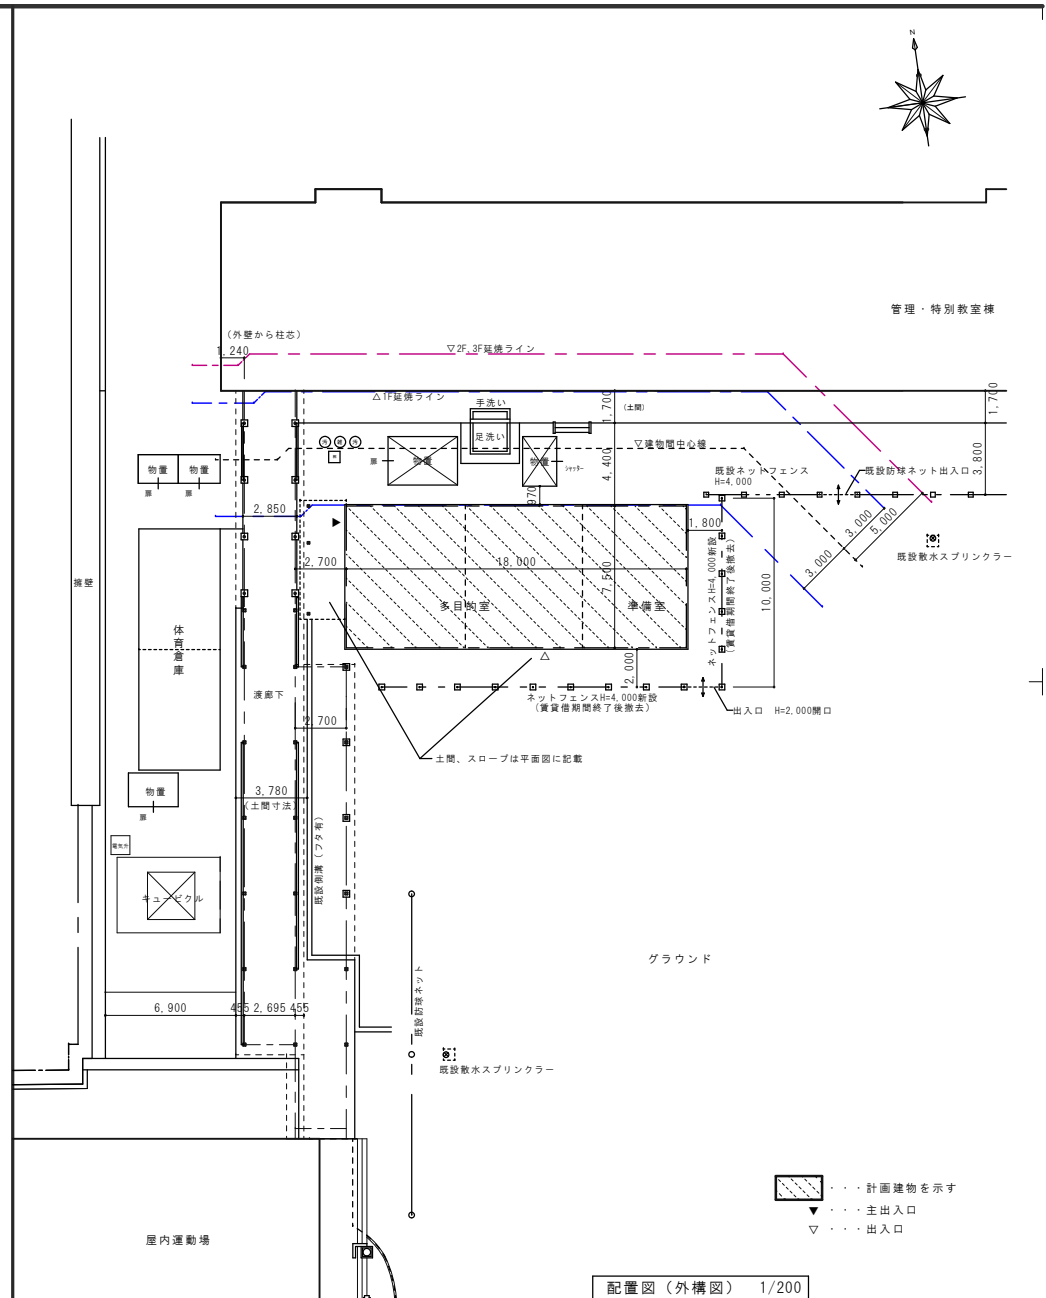 N
管理・特別教室棟
(外壁から柱芯)
1,240
▽2F,3F延焼ライン
△1F延焼ライン
手洗い
足洗い
1,700
(土間)
1,700
▽建物間中心線
物置
扉
物置
シャッター
4,400
3,800
既設ネットフェンス
H=4,000
既設防球ネット出入口
物置
物置
扉
扉
970
2,850
1,800
3,000
5,000
3,000
既設散水スプリンクラー
2,700
18,000
7,500
擁壁
体育倉庫
多目的室
準備室
ネットフェンスH=4,000新設
(賃貸借期間終了後撤去)
10,000
2,000
渡廊下
ネットフェンスH=4,000新設
(賃貸借期間終了後撤去)
出入口 H=2,000開口
2,700
土間、スロープは平面図に記載
物置
扉
3,780
(土間寸法)
既設側溝(フタ有)
キュービクル
グラウンド
既設防球ネット
6,900
455
2,695
455
既設散水スプリンクラー
・・・計画建物を示す
▼ ・・・主出入口
▽ ・・・出入口
屋内運動場
配置図(外構図) 1/200